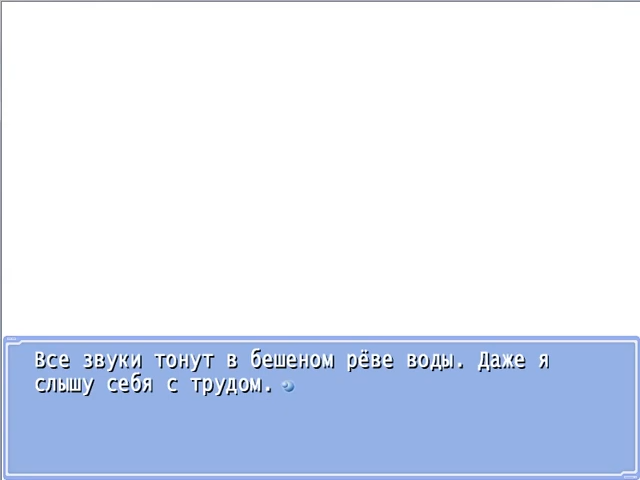 Все звуки тонут в бешеном рёве воды. Даже я
слышу себя с трудом.